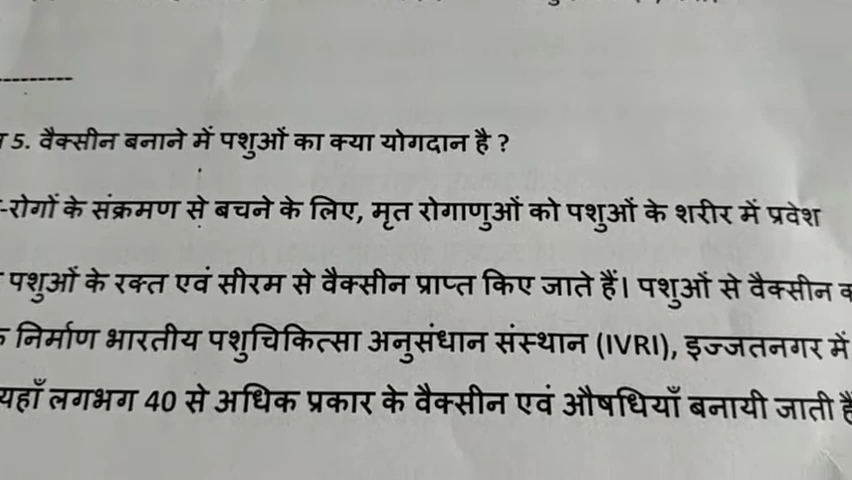 5. वैक्सीन बनाने में पशुओं का क्या योगदान है ?
-रोगों के संक्रमण से बचने के लिए, मृत रोगाणुओं को पशुओं के शरीर में प्रवेश
पशुओं के रक्त एवं सीरम से वैक्सीन प्राप्त किए जाते हैं। पशुओं से वैक्सीन
निर्माण भारतीय पशुचिकित्सा अनुसंधान संस्थान (IVRI), इज्जतनगर में
यहाँ लगभग 40 से अधिक प्रकार के वैक्सीन एवं औषधियाँ बनायी जाती